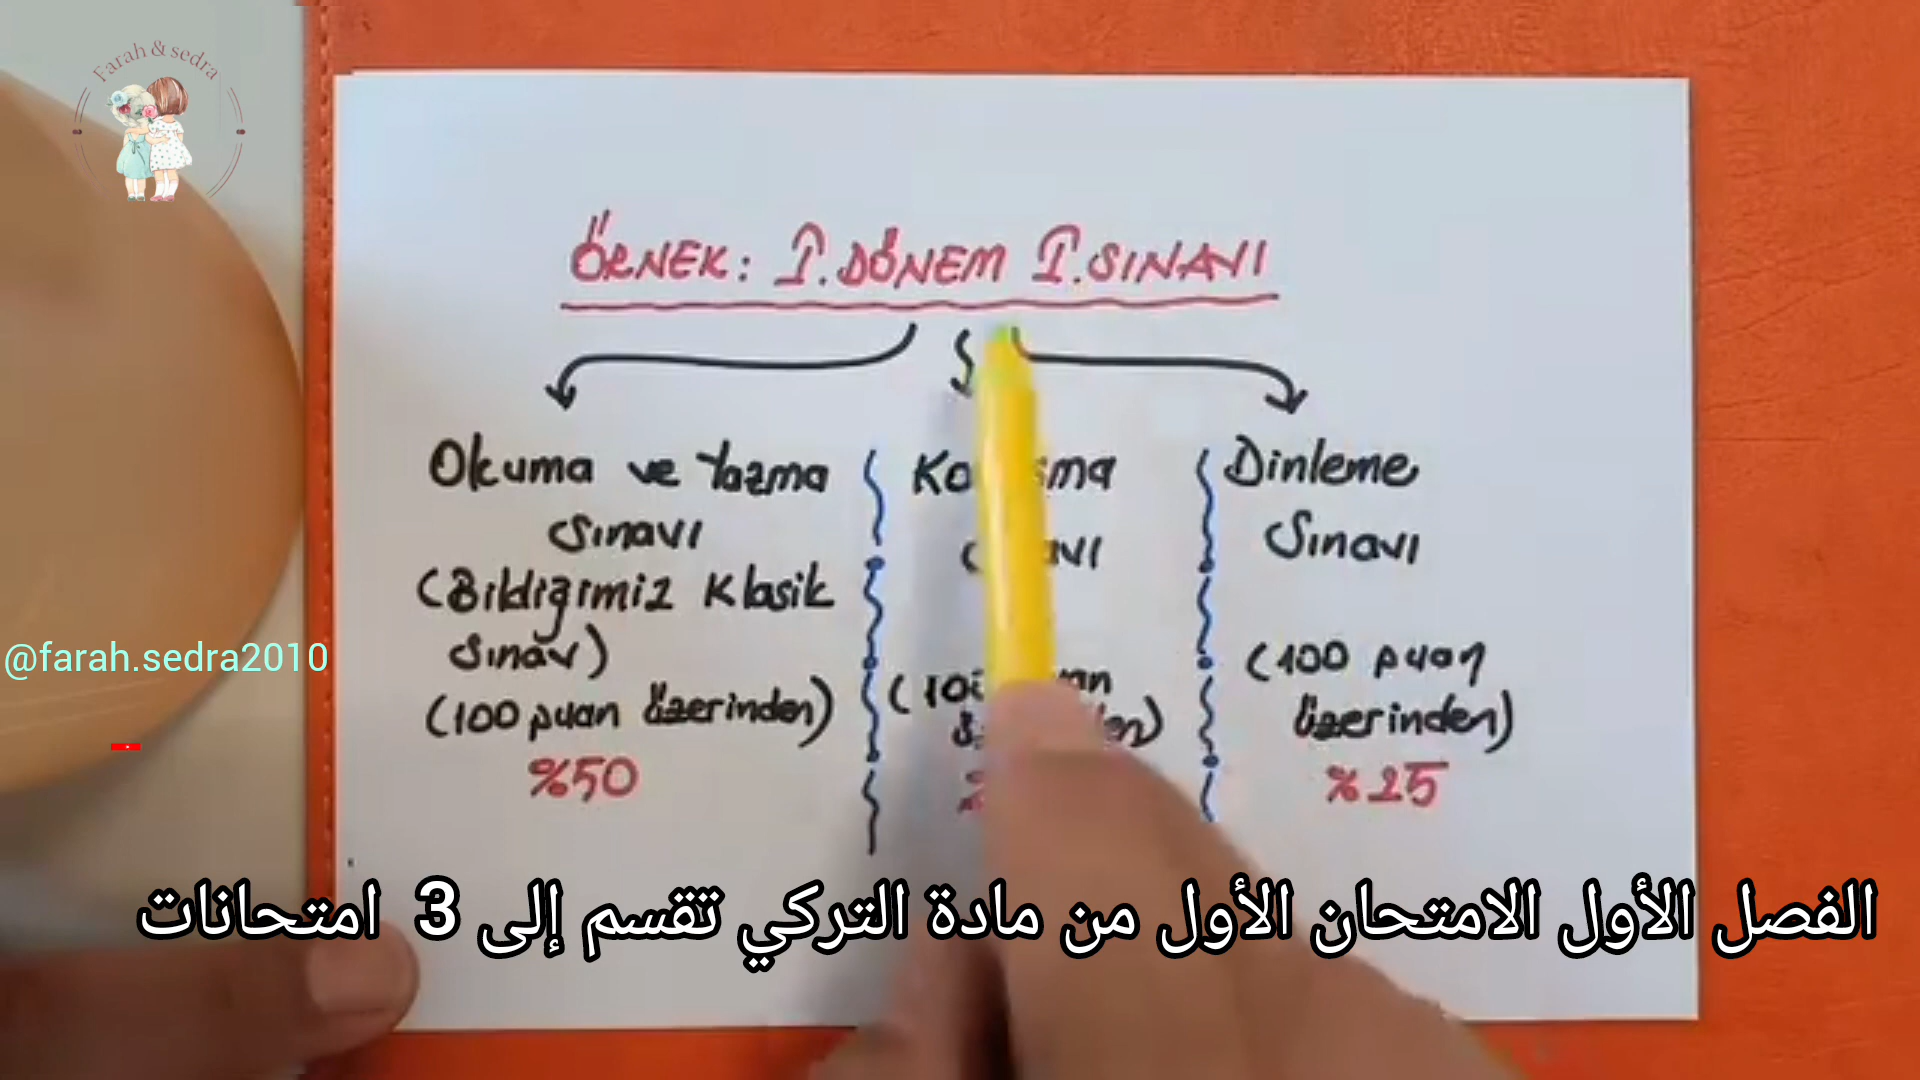 Farah & sedra
ÖRNEK: I.DÖNEM I.SINAVI
Okuma ve Yazma
Sınavı
(Bildiğimiz Klasik
Sınav)
(100 puan üzerinden)
%50
Dinleme
Sınavı
(100 puan
üzerinden)
%25
@farah.sedra2010
الفصل الأول الامتحان الأول من مادة التركي تقسم إلى 3 امتحانات